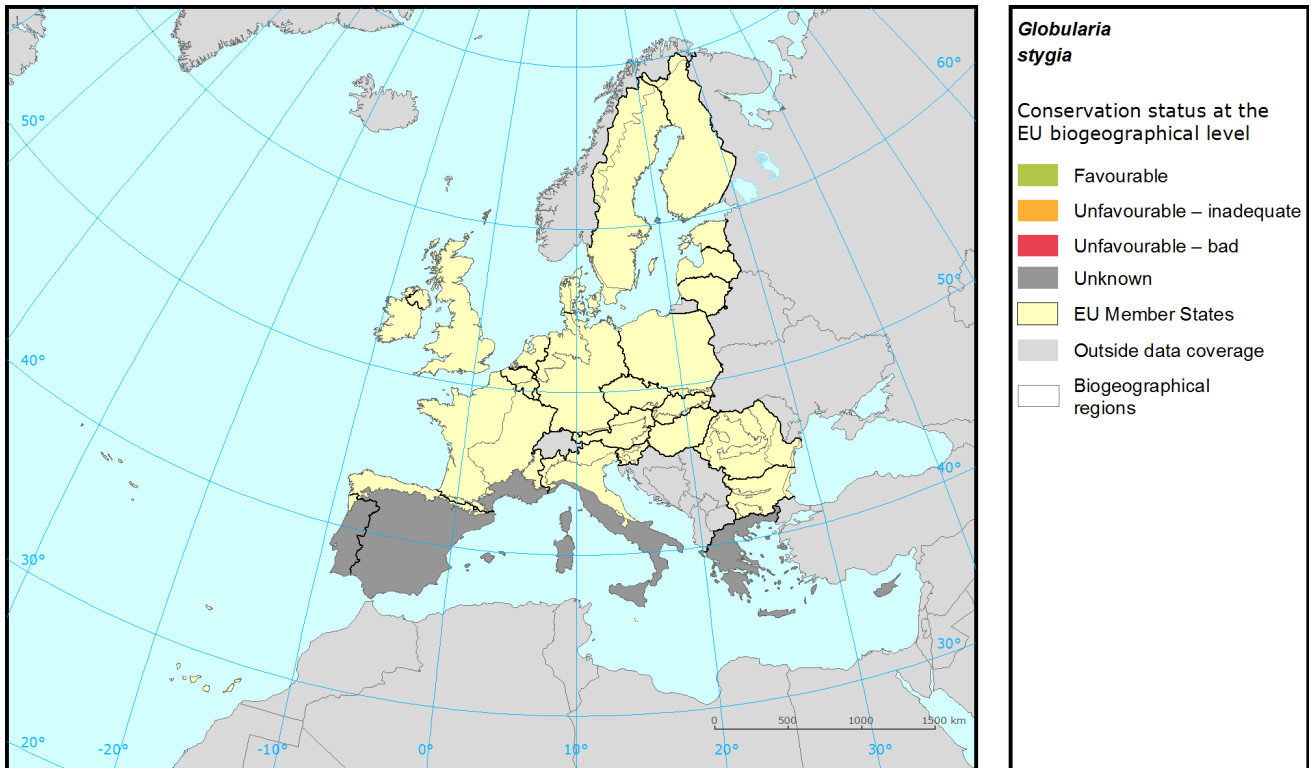 Globularia
stygia
Conservation status at the
EU biogeographical level
Favourable
Unfavourable – inadequate
Unfavourable – bad
Unknown
EU Member States
Outside data coverage
Biogeographical
regions
60°
50°
50°
40°
40°
30°
30°
0 500 1000 1500 km
20° -20° -10° 0° 10° 20° 30°